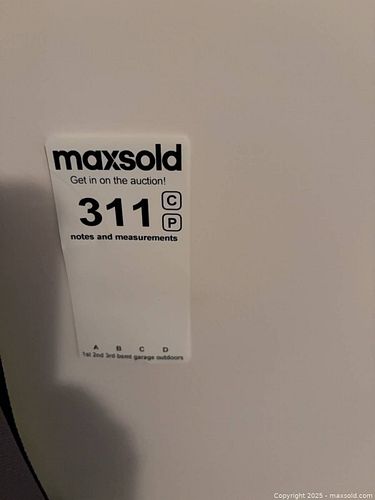 maxsold
Get in on the auction!
311 C
P
notes and measurements
A B C D
1st 2nd 3rd bsmt garage outdoors
Copyright 2025 - maxsold.com